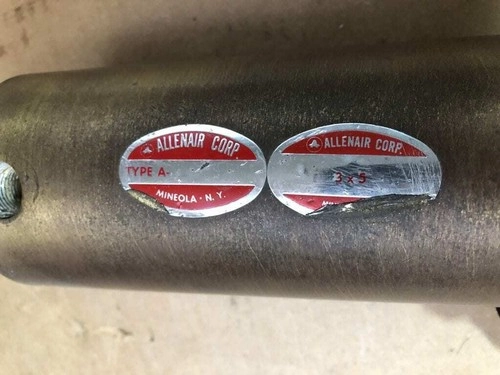 ALLENAIR CORP.
TYPE A-
MINEOLA · N. Y.
ALLENAIR CORP.
3 x 5